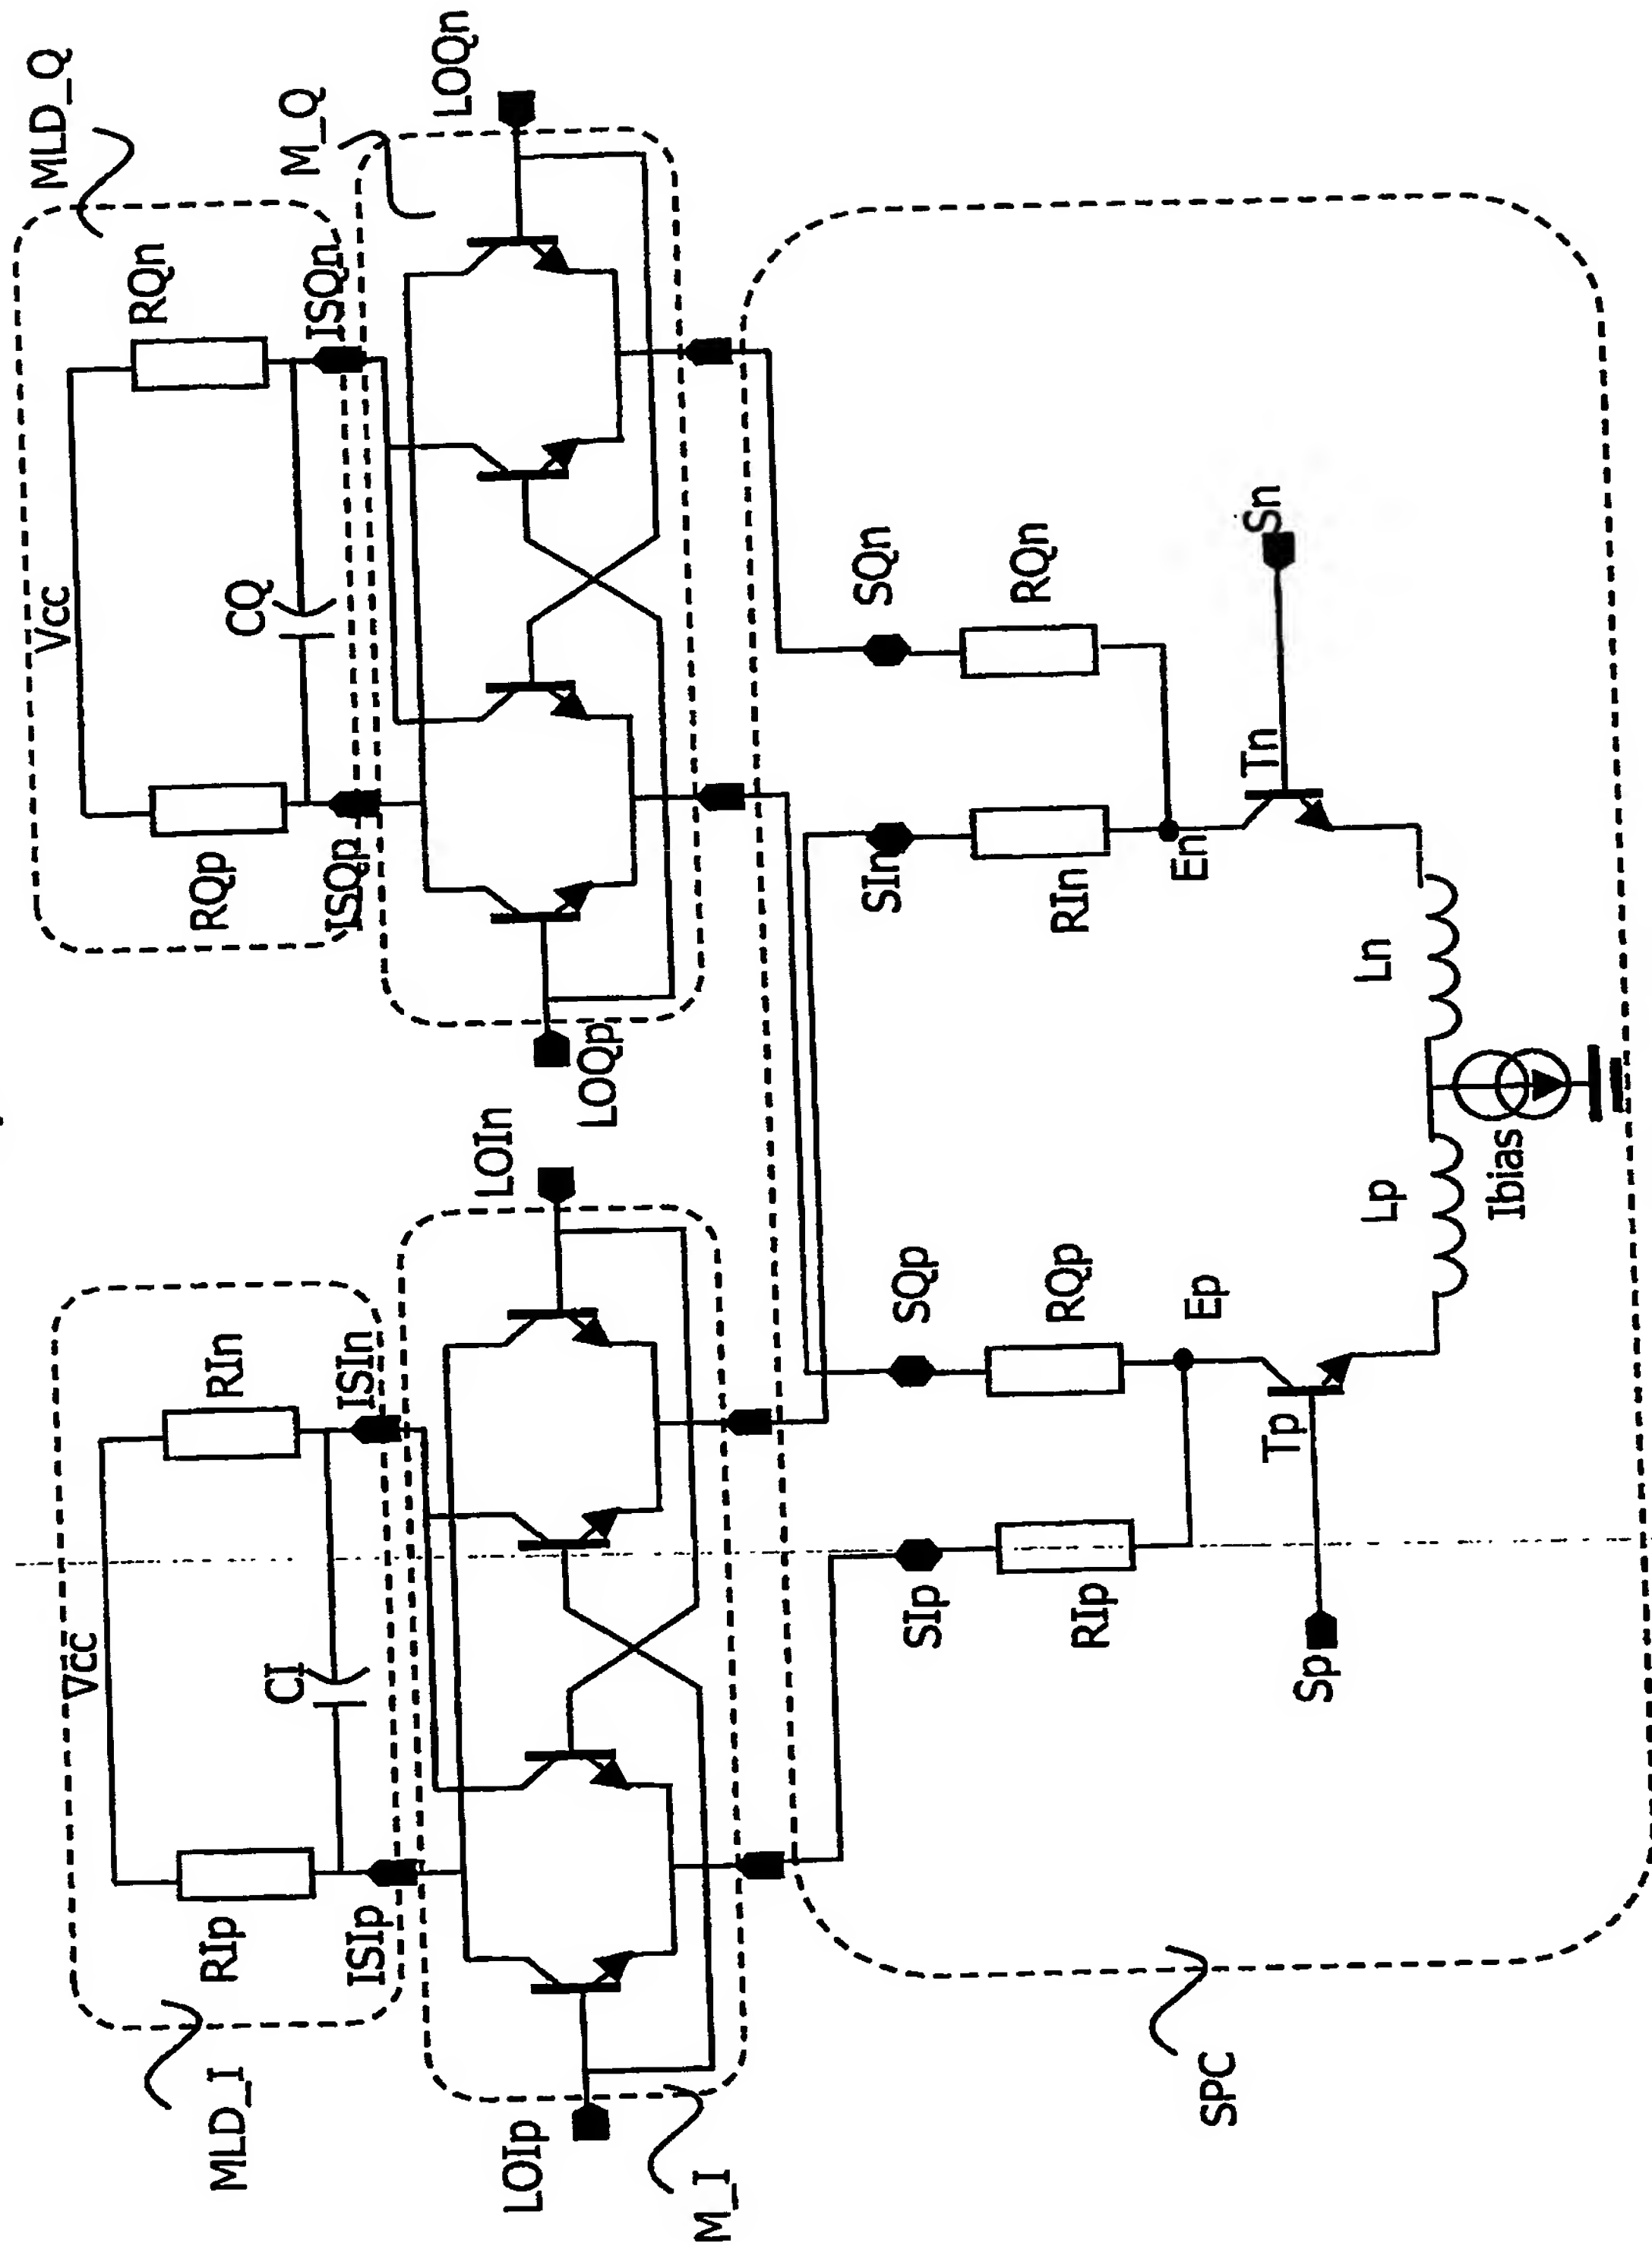 MLD_I
MLD_Q
Vcc
Vcc
RIp
RIn
RQp
RQn
CI
CQ
ISIp
ISIn
ISQp
ISQn
M_Q
LOIp
LOIn
LOQp
LOQn
M_I
SIp
SQp
SIn
SQn
RIp
RQp
RIn
RQn
Ep
En
Tp
Tn
Sp
Sn
Lp
Ln
Ibias
SPC